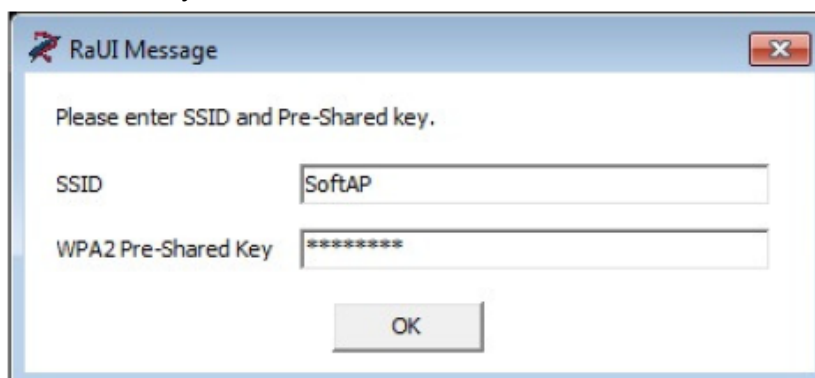 RaUI Message
Please enter SSID and Pre-Shared key.
SSID SoftAP
WPA2 Pre-Shared Key ********
OK